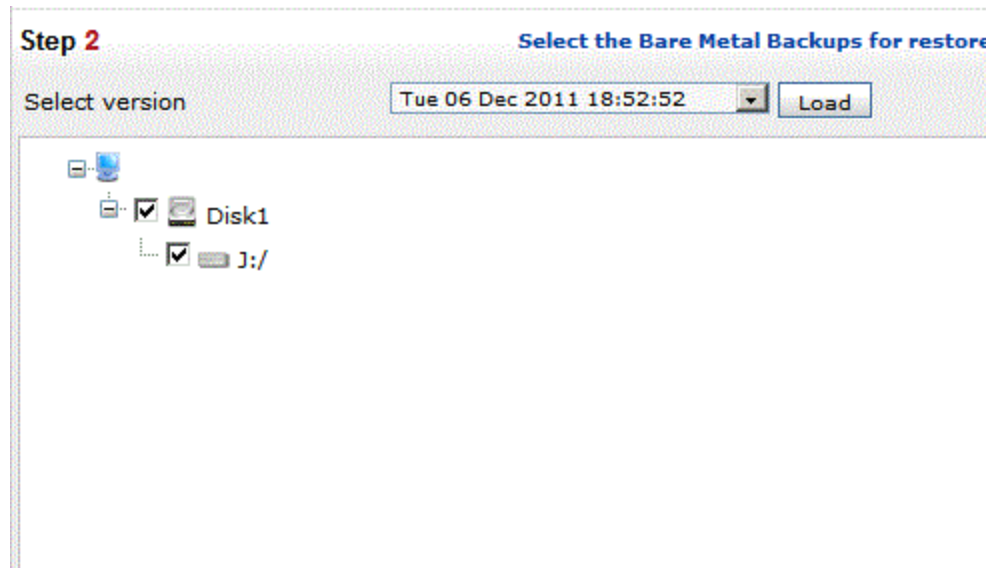 Step 2
Select the Bare Metal Backups for restore
Select version
Tue 06 Dec 2011 18:52:52
Load
Disk1
J:/